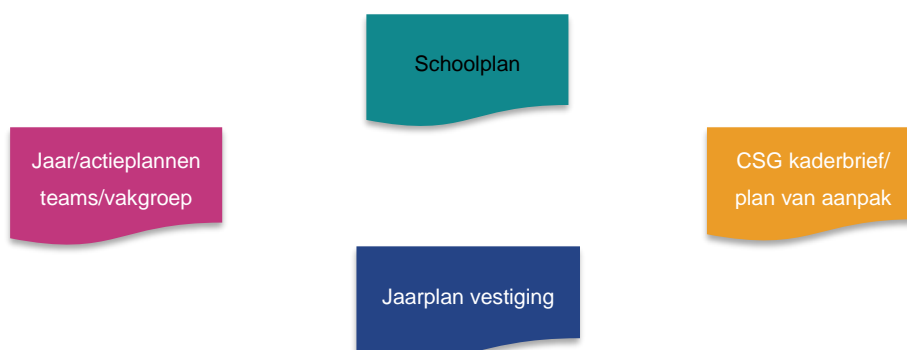 Schoolplan
Jaar/actieplannen
teams/vakgroep
CSG kaderbrief/
plan van aanpak
Jaarplan vestiging